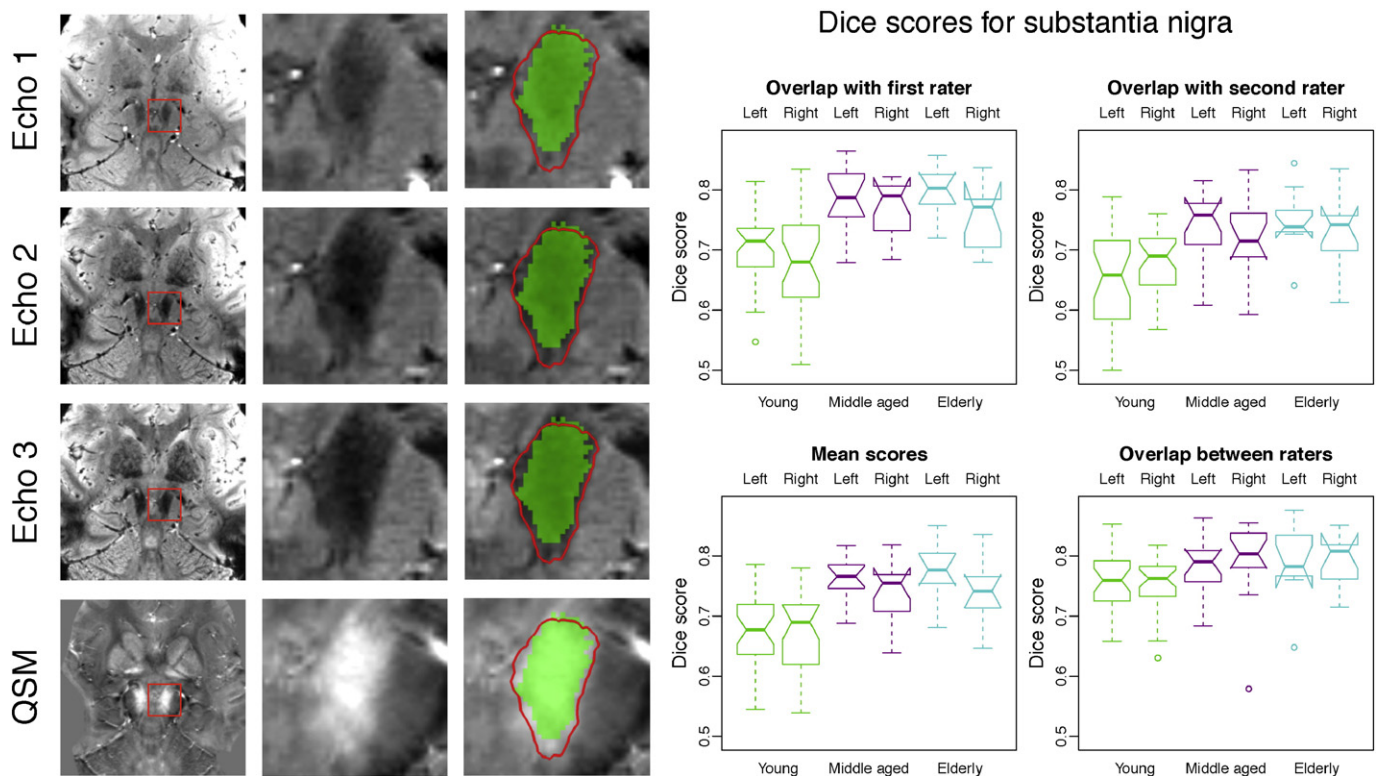 Echo 1
Echo 2
Echo 3
QSM
Dice scores for substantia nigra
Overlap with first rater
Left Right Left Right Left Right
Dice score
0.8
0.7
0.6
0.5
Young Middle aged Elderly
Overlap with second rater
Left Right Left Right Left Right
Dice score
0.8
0.7
0.6
0.5
Young Middle aged Elderly
Mean scores
Left Right Left Right Left Right
Dice score
0.8
0.7
0.6
0.5
Young Middle aged Elderly
Overlap between raters
Left Right Left Right Left Right
Dice score
0.8
0.7
0.6
0.5
Young Middle aged Elderly